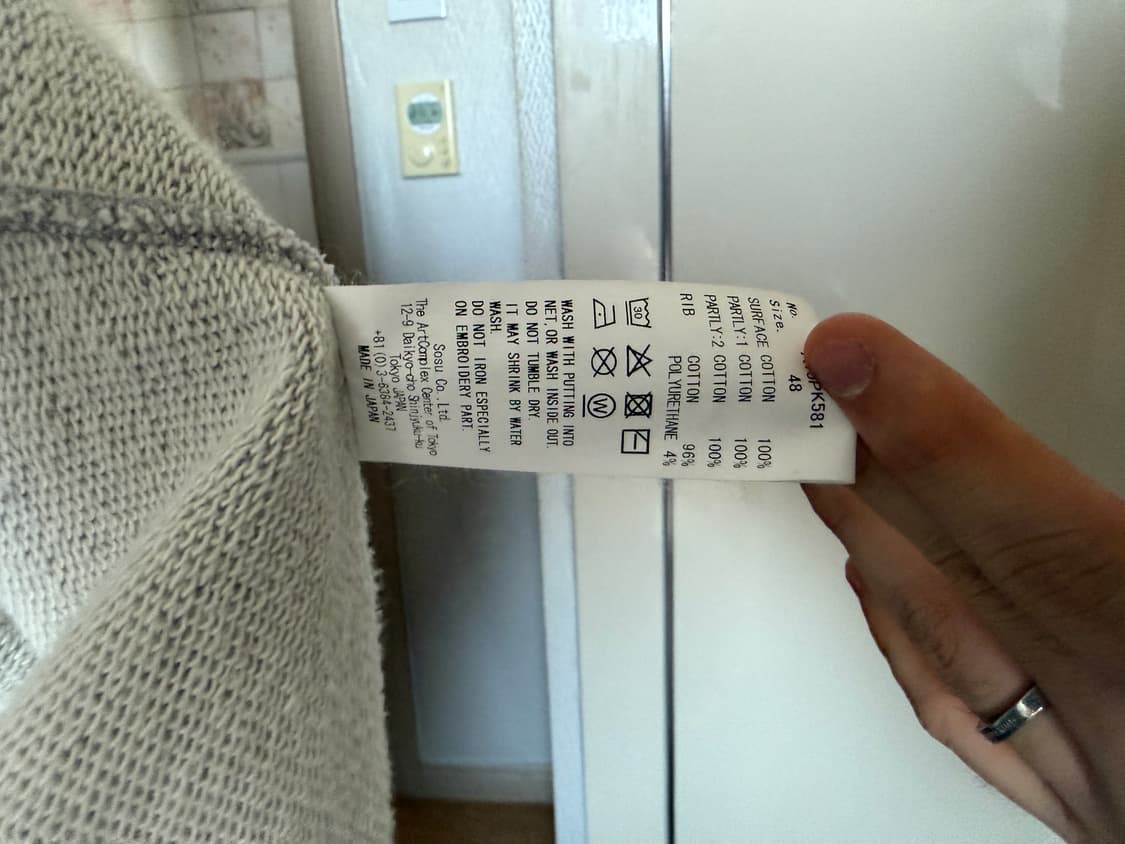 No. PK581
Size. 48
SURFACE COTTON 100%
PARTLY:1 COTTON 100%
PARTLY:2 COTTON 100%
RIB COTTON 96%
POLYURETHANE 4%
30
W
WASH WITH PUTTING INTO
NET, OR WASH INSIDE OUT.
DO NOT TUMBLE DRY.
IT MAY SHRINK BY WATER
WASH.
DO NOT IRON ESPECIALLY
ON EMBROIDERY PART.
Sosu Co., Ltd.
The ArtComplex Center of Tokyo
12-9 Daikyo-cho Shinjyuku-ku
Tokyo JAPAN
+81(0)3-6384-2437
MADE IN JAPAN